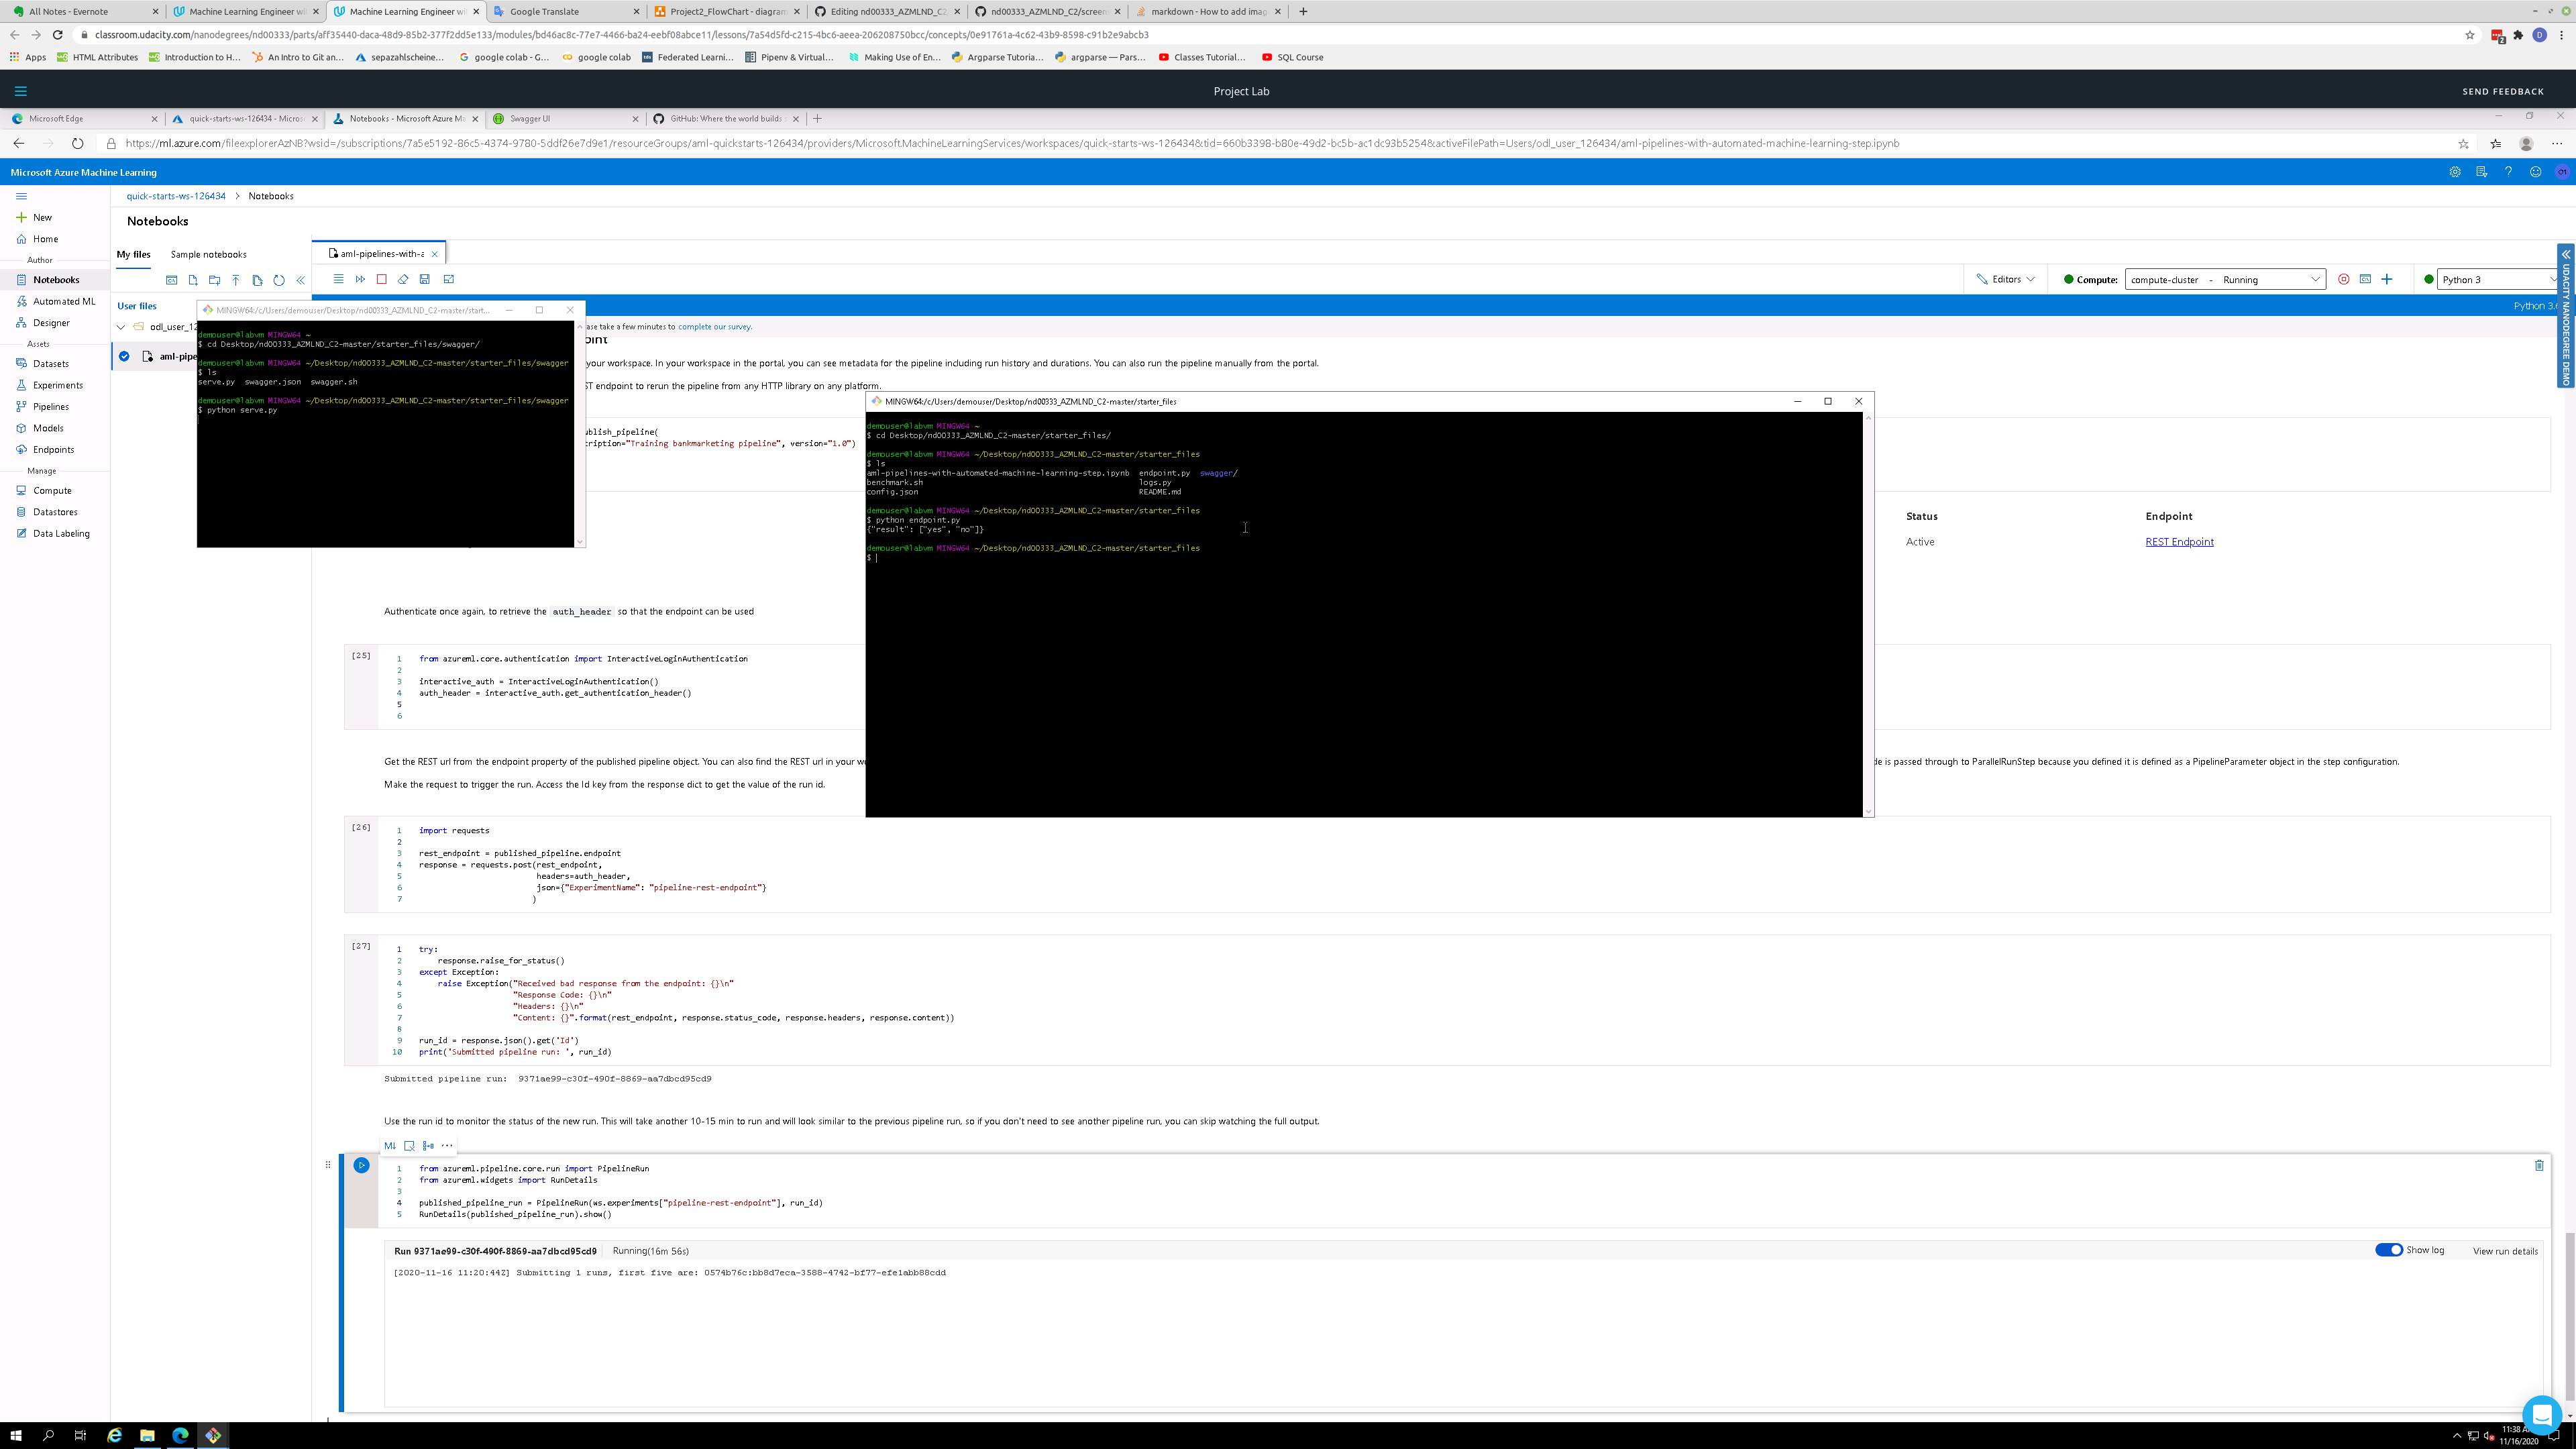 All Notes - Evernote
Machine Learning Engineer wi
Machine Learning Engineer wi
Google Translate
Project2_FlowChart - diagram
Editing nd00333_AZMLND_C2
nd00333_AZMLND_C2/screen
markdown - How to add imag
classroom.udacity.com/nanodegrees/nd00333/parts/aff35440-daca-48d9-85b2-377f2dd5e133/modules/bd46ac8c-77e7-4466-ba24-eebf08abce11/lessons/7a54d5fd-c215-4bc6-aeea-206208750bcc/concepts/0e91761a-4c62-43b9-8598-c91b2e9abcb3
Apps
HTML Attributes
Introduction to H...
An Intro to Git an...
sepazahlscheine...
google colab - G...
google colab
Federated Learni...
Pipenv & Virtual...
Making Use of En...
Argparse Tutoria...
argparse — Pars...
Classes Tutorial...
SQL Course
Project Lab
SEND FEEDBACK
Microsoft Edge
quick-starts-ws-126434 - Micros
Notebooks - Microsoft Azure Ma
Swagger UI
GitHub: Where the world builds
https://ml.azure.com/fileexplorerAzNB?wsid=/subscriptions/7a5e5192-86c5-4374-9780-5ddf26e7d9e1/resourceGroups/aml-quickstarts-126434/providers/Microsoft.MachineLearningServices/workspaces/quick-starts-ws-126434&tid=660b3398-b80e-49d2-bc5b-ac1dc93b5254&activeFilePath=Users/odl_user_126434/aml-pipelines-with-automated-machine-learning-step.ipynb
Microsoft Azure Machine Learning
quick-starts-ws-126434 > Notebooks
Notebooks
New
Home
Author
Notebooks
Automated ML
Designer
Assets
Datasets
Experiments
Pipelines
Models
Endpoints
Manage
Compute
Datastores
Data Labeling
My files
Sample notebooks
User files
odl_user_12
aml-pipe
aml-pipelines-with-a
Editors
Compute:
compute-cluster - Running
Python 3
Python 3.6
UDACITY NANODEGREE DEMO
ase take a few minutes to complete our survey.
MINGW64:/c/Users/demouser/Desktop/nd00333_AZMLND_C2-master/start...
demouser@labvm MINGW64 ~
$ cd Desktop/nd00333_AZMLND_C2-master/starter_files/swagger/
demouser@labvm MINGW64 ~/Desktop/nd00333_AZMLND_C2-master/starter_files/swagger
$ ls
serve.py swagger.json swagger.sh
demouser@labvm MINGW64 ~/Desktop/nd00333_AZMLND_C2-master/starter_files/swagger
$ python serve.py
oint
your workspace. In your workspace in the portal, you can see metadata for the pipeline including run history and durations. You can also run the pipeline manually from the portal.
ST endpoint to rerun the pipeline from any HTTP library on any platform.
ublish_pipeline(
cription="Training bankmarketing pipeline", version="1.0")
MINGW64:/c/Users/demouser/Desktop/nd00333_AZMLND_C2-master/starter_files
demouser@labvm MINGW64 ~
$ cd Desktop/nd00333_AZMLND_C2-master/starter_files/
demouser@labvm MINGW64 ~/Desktop/nd00333_AZMLND_C2-master/starter_files
$ ls
aml-pipelines-with-automated-machine-learning-step.ipynb endpoint.py swagger/
benchmark.sh logs.py
config.json README.md
demouser@labvm MINGW64 ~/Desktop/nd00333_AZMLND_C2-master/starter_files
$ python endpoint.py
{"result": ["yes", "no"]}
demouser@labvm MINGW64 ~/Desktop/nd00333_AZMLND_C2-master/starter_files
$
Status
Endpoint
Active
REST Endpoint
Authenticate once again, to retrieve the auth_header so that the endpoint can be used
[25]
1 from azureml.core.authentication import InteractiveLoginAuthentication
2
3 interactive_auth = InteractiveLoginAuthentication()
4 auth_header = interactive_auth.get_authentication_header()
5
6
Get the REST url from the endpoint property of the published pipeline object. You can also find the REST url in your wo
de is passed through to ParallelRunStep because you defined it is defined as a PipelineParameter object in the step configuration.
Make the request to trigger the run. Access the Id key from the response dict to get the value of the run id.
[26]
1 import requests
2
3 rest_endpoint = published_pipeline.endpoint
4 response = requests.post(rest_endpoint,
5 headers=auth_header,
6 json={"ExperimentName": "pipeline-rest-endpoint"}
7 )
[27]
1 try:
2 response.raise_for_status()
3 except Exception:
4 raise Exception("Received bad response from the endpoint: {}\n"
5 "Response Code: {}\n"
6 "Headers: {}\n"
7 "Content: {}".format(rest_endpoint, response.status_code, response.headers, response.content))
8
9 run_id = response.json().get('Id')
10 print('Submitted pipeline run: ', run_id)
Submitted pipeline run: 9371ae99-c30f-490f-8869-aa7dbcd95cd9
Use the run id to monitor the status of the new run. This will take another 10-15 min to run and will look similar to the previous pipeline run, so if you don't need to see another pipeline run, you can skip watching the full output.
M↓
1 from azureml.pipeline.core.run import PipelineRun
2 from azureml.widgets import RunDetails
3
4 published_pipeline_run = PipelineRun(ws.experiments["pipeline-rest-endpoint"], run_id)
5 RunDetails(published_pipeline_run).show()
Run 9371ae99-c30f-490f-8869-aa7dbcd95cd9
Running(16m 56s)
Show log
View run details
[2020-11-16 11:20:44Z] Submitting 1 runs, first five are: 0574b76c:bb8d7eca-3588-4742-bf77-efe1abb88cdd
11:38 A
11/16/2020